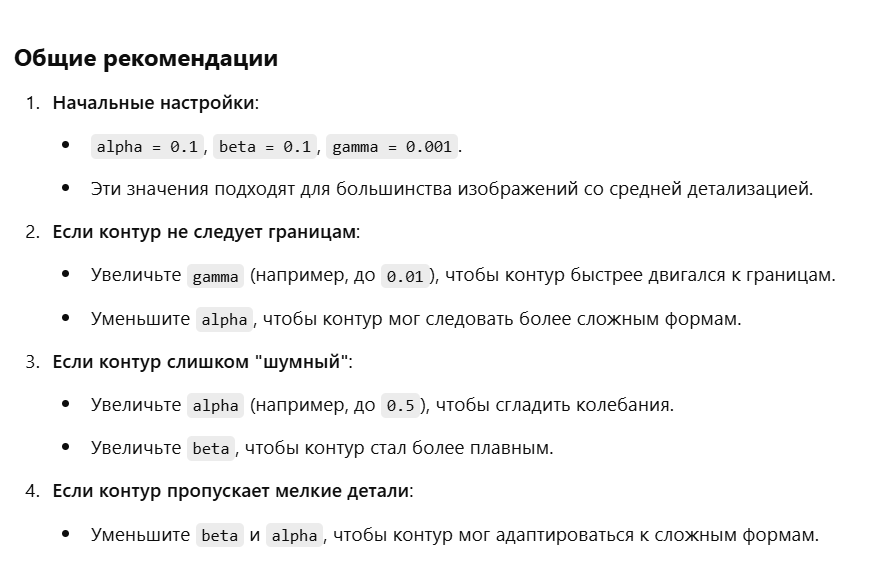 Общие рекомендации
1. Начальные настройки:
• alpha = 0.1, beta = 0.1, gamma = 0.001.
• Эти значения подходят для большинства изображений со средней детализацией.
2. Если контур не следует границам:
• Увеличьте gamma (например, до 0.01), чтобы контур быстрее двигался к границам.
• Уменьшите alpha, чтобы контур мог следовать более сложным формам.
3. Если контур слишком "шумный":
• Увеличьте alpha (например, до 0.5), чтобы сгладить колебания.
• Увеличьте beta, чтобы контур стал более плавным.
4. Если контур пропускает мелкие детали:
• Уменьшите beta и alpha, чтобы контур мог адаптироваться к сложным формам.